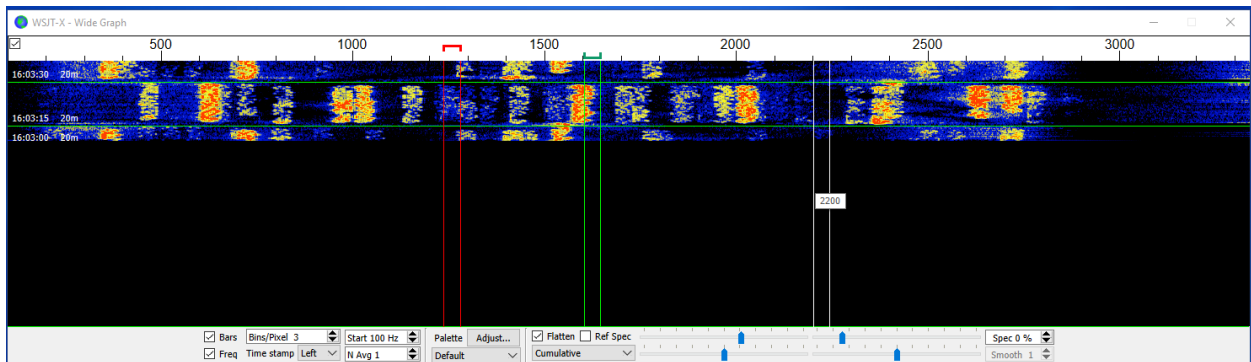 WSJT-X - Wide Graph
500 1000 1500 2000 2500 3000
16:03:30 20m
16:03:15 20m
16:03:00 20m
2200
Bars Bins/Pixel 3 Start 100 Hz Palette Adjust... Flatten Ref Spec Spec 0 %
Freq Time stamp Left N Avg 1 Default Cumulative Smooth 1